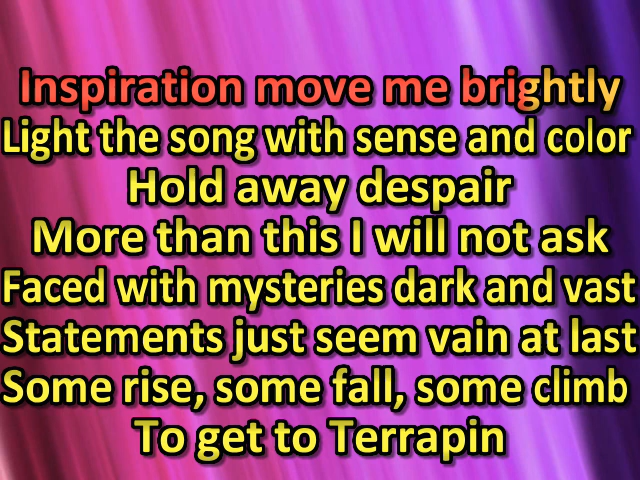 Inspiration move me brightly
Light the song with sense and color
Hold away despair
More than this I will not ask
Faced with mysteries dark and vast
Statements just seem vain at last
Some rise, some fall, some climb
To get to Terrapin